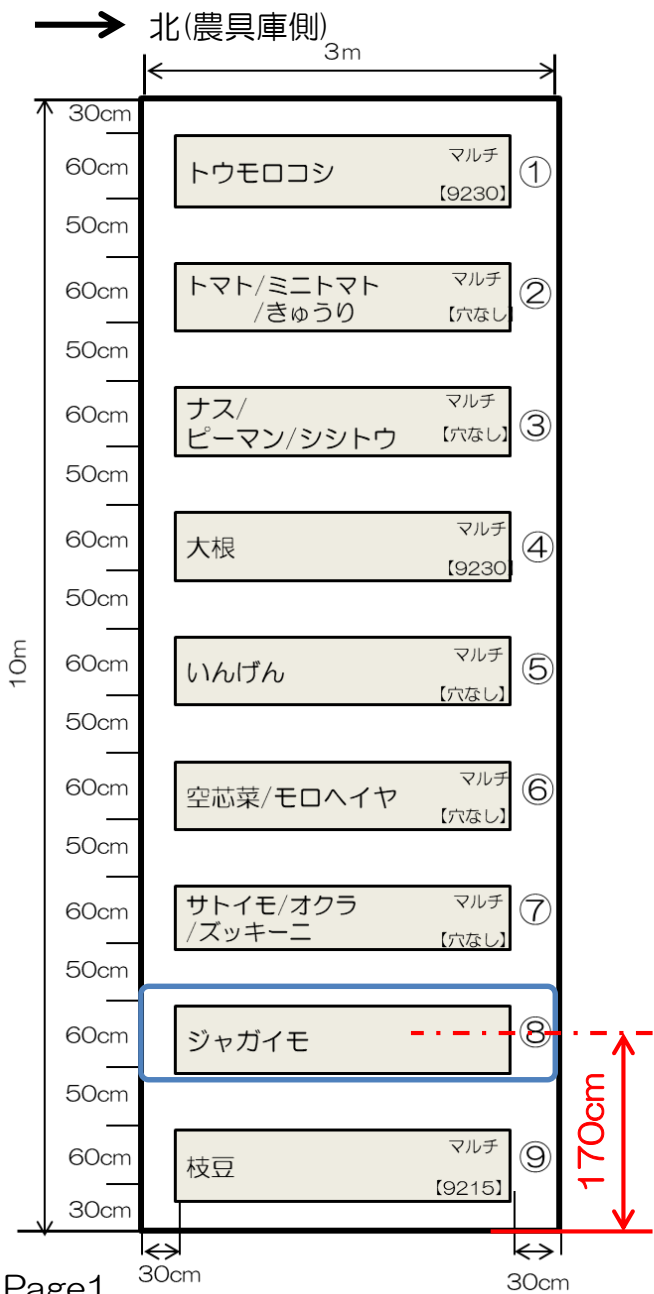 北(農具庫側)
3m
30cm
60cm
トウモロコシ
マルチ
【9230】
①
50cm
60cm
トマト/ミニトマト
/きゅうり
マルチ
【穴なし】
②
50cm
60cm
ナス/
ピーマン/シシトウ
マルチ
【穴なし】
③
50cm
60cm
大根
マルチ
【9230】
④
50cm
10m
60cm
いんげん
マルチ
【穴なし】
⑤
50cm
60cm
空芯菜/モロヘイヤ
マルチ
【穴なし】
⑥
50cm
60cm
サトイモ/オクラ
/ズッキーニ
マルチ
【穴なし】
⑦
50cm
60cm
ジャガイモ
⑧
170cm
50cm
60cm
枝豆
マルチ
【9215】
⑨
30cm
30cm
30cm
Page1